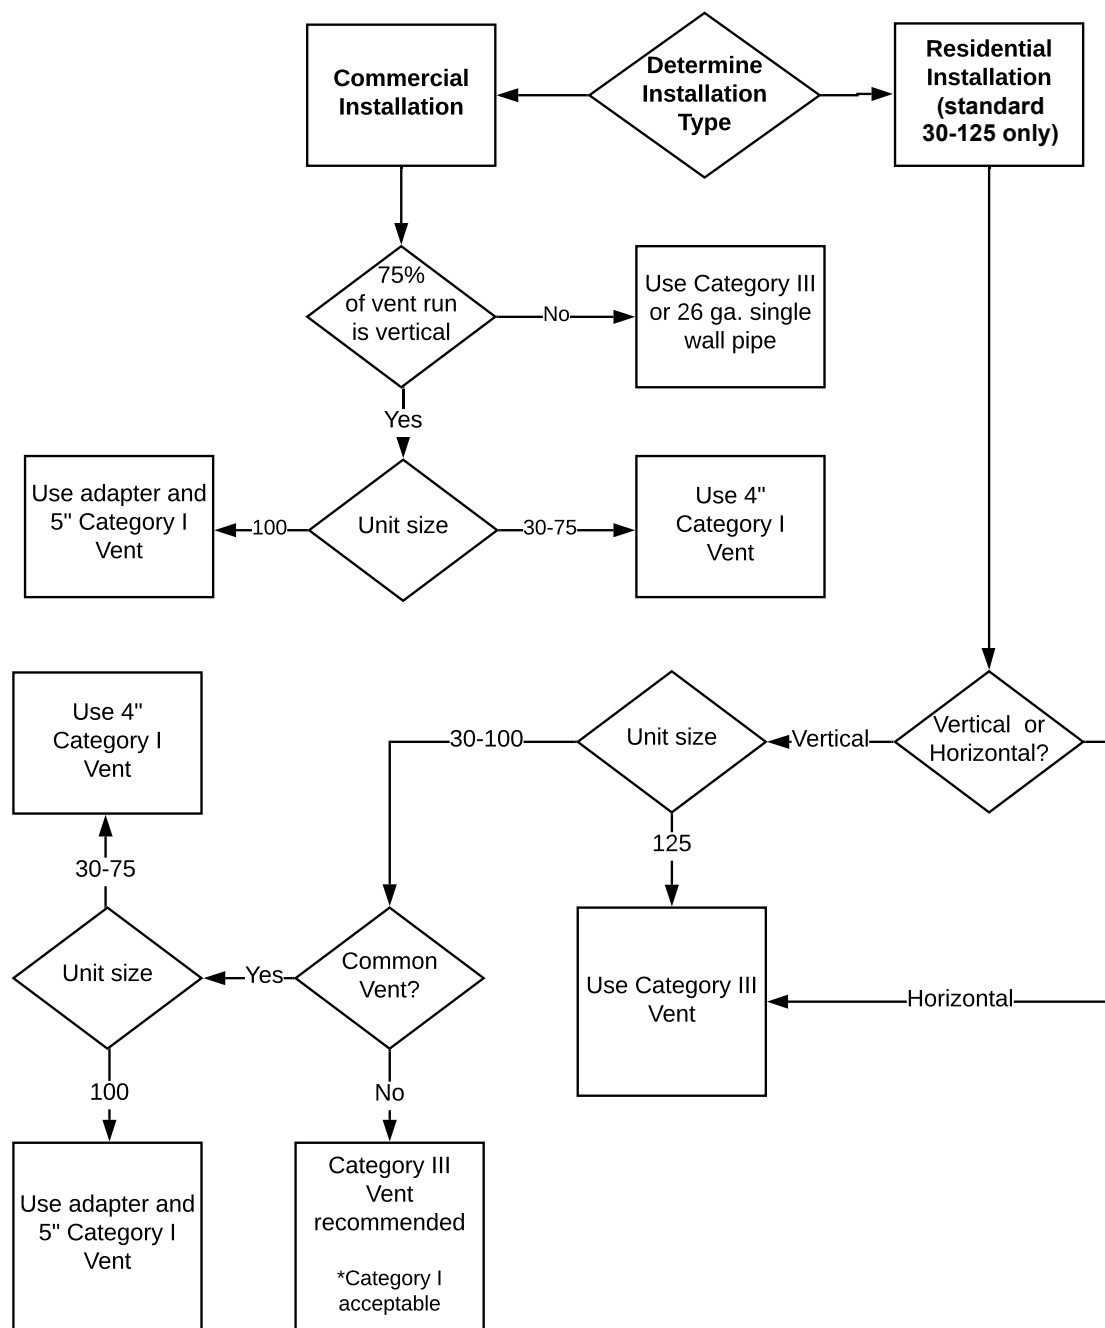 Commercial
Installation
Determine
Installation
Type
Residential
Installation
(standard
30-125 only)
75%
of vent run
is vertical
No
Use Category III
or 26 ga. single
wall pipe
Yes
Use adapter and
5" Category I
Vent
100
Unit size
30-75
Use 4"
Category I
Vent
Use 4"
Category I
Vent
30-100
Unit size
Vertical
Vertical or
Horizontal?
125
30-75
Unit size
Yes
Common
Vent?
Use Category III
Vent
Horizontal
100
No
Use adapter and
5" Category I
Vent
Category III
Vent
recommended
*Category I
acceptable